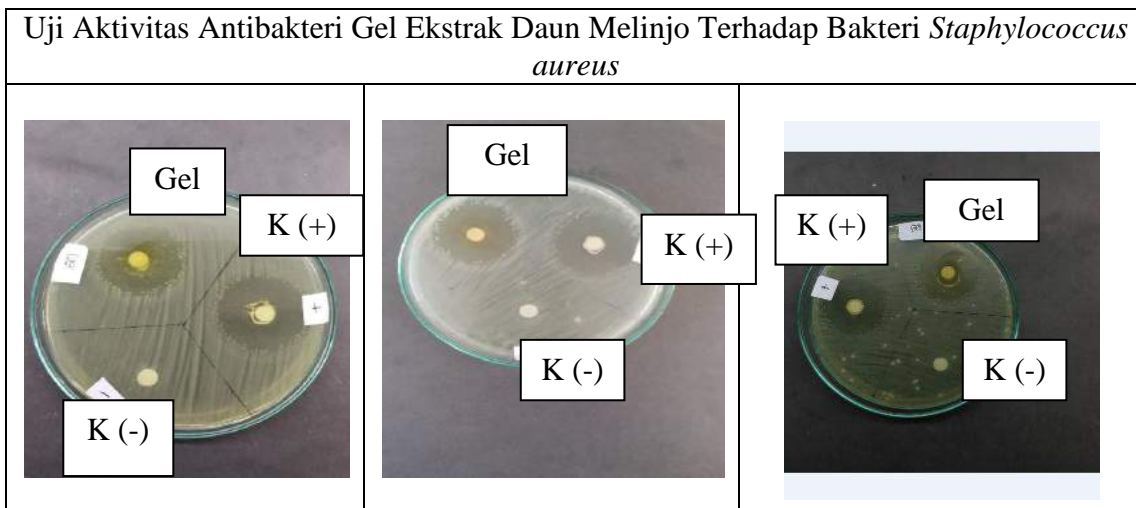 Uji Aktivitas Antibakteri Gel Ekstrak Daun Melinjo Terhadap Bakteri Staphylococcus
aureus
Gel
K (+)
K (-)
Gel
K (+)
K (-)
K (+)
Gel
K (-)
+